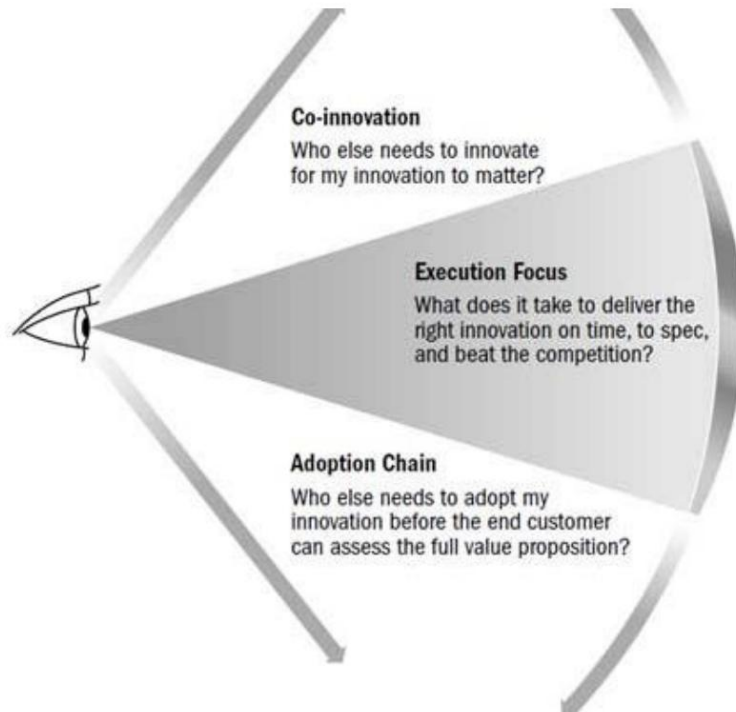 Co-innovation
Who else needs to innovate
for my innovation to matter?
Execution Focus
What does it take to deliver the
right innovation on time, to spec,
and beat the competition?
Adoption Chain
Who else needs to adopt my
innovation before the end customer
can assess the full value proposition?